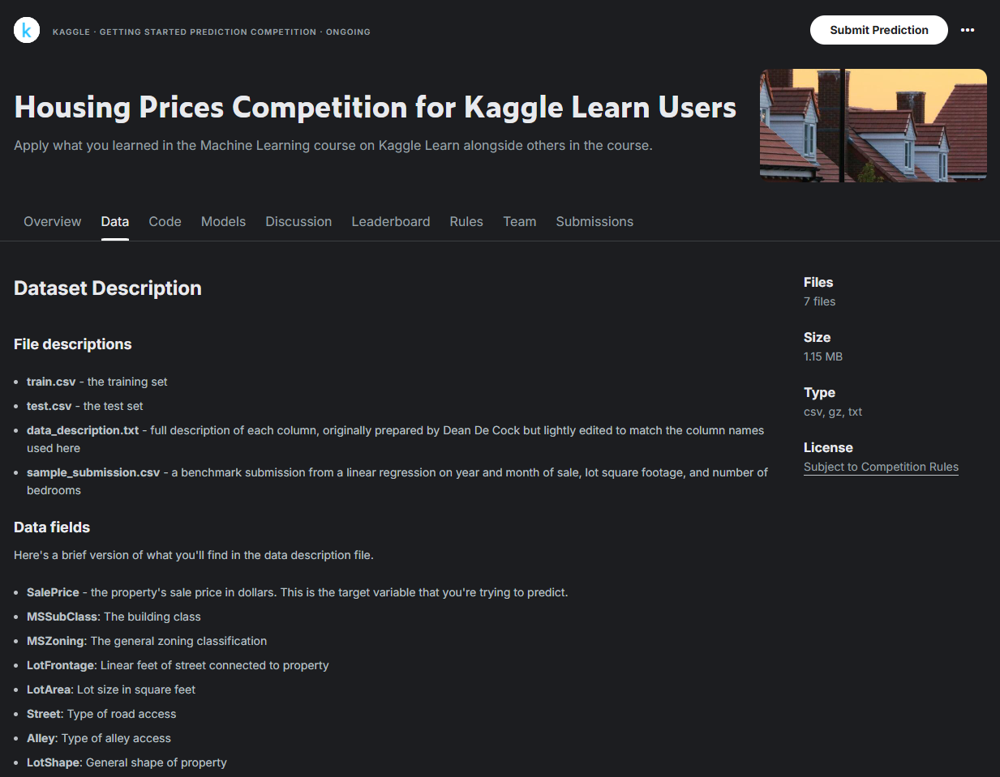 k
KAGGLE · GETTING STARTED PREDICTION COMPETITION · ONGOING
Submit Prediction
Housing Prices Competition for Kaggle Learn Users
Apply what you learned in the Machine Learning course on Kaggle Learn alongside others in the course.
Overview Data Code Models Discussion Leaderboard Rules Team Submissions
Dataset Description
File descriptions
• train.csv - the training set
• test.csv - the test set
• data_description.txt - full description of each column, originally prepared by Dean De Cock but lightly edited to match the column names
used here
• sample_submission.csv - a benchmark submission from a linear regression on year and month of sale, lot square footage, and number of
bedrooms
Data fields
Here's a brief version of what you'll find in the data description file.
• SalePrice - the property's sale price in dollars. This is the target variable that you're trying to predict.
• MSSubClass: The building class
• MSZoning: The general zoning classification
• LotFrontage: Linear feet of street connected to property
• LotArea: Lot size in square feet
• Street: Type of road access
• Alley: Type of alley access
• LotShape: General shape of property
Files
7 files
Size
1.15 MB
Type
csv, gz, txt
License
Subject to Competition Rules